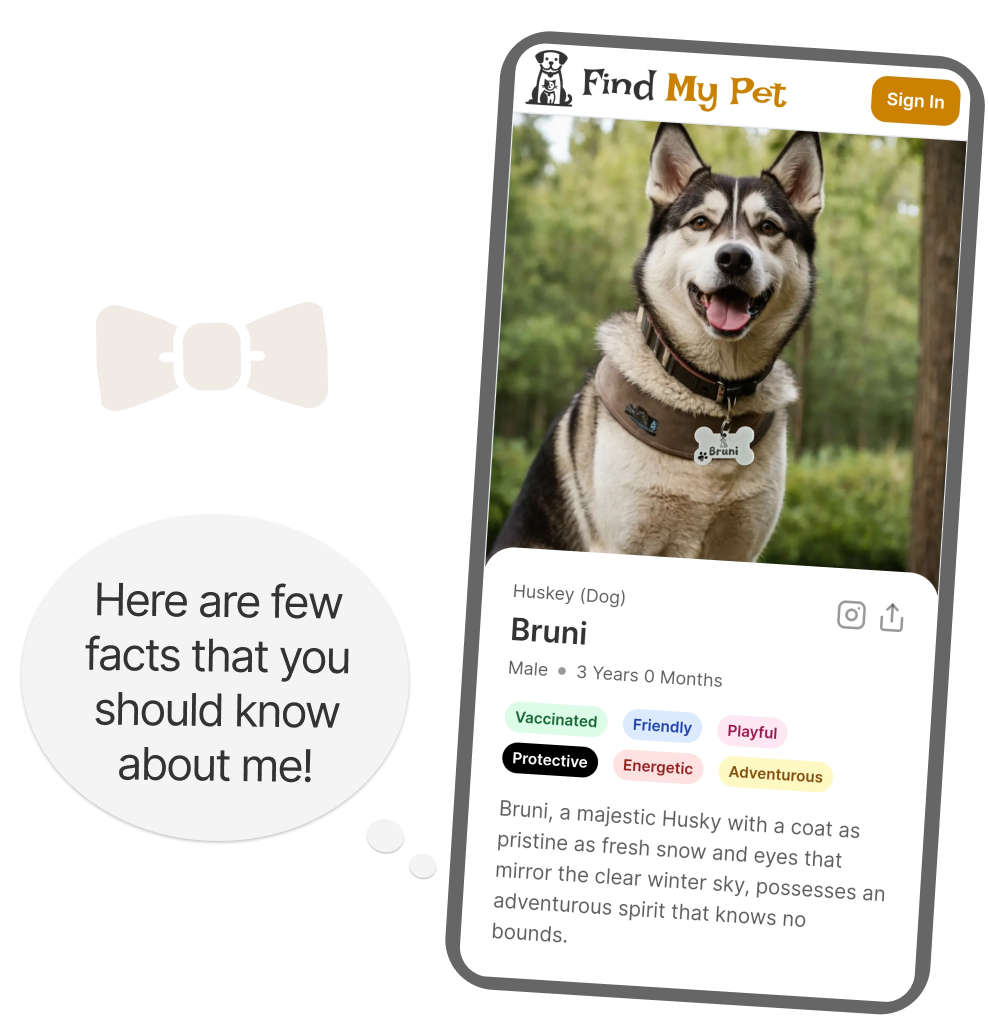 Find My Pet
Sign In
Bruni
Here are few
facts that you
should know
about me!
Huskey (Dog)
Bruni
Male • 3 Years 0 Months
Vaccinated Friendly Playful
Protective Energetic Adventurous
Bruni, a majestic Husky with a coat as
pristine as fresh snow and eyes that
mirror the clear winter sky, possesses an
adventurous spirit that knows no
bounds.